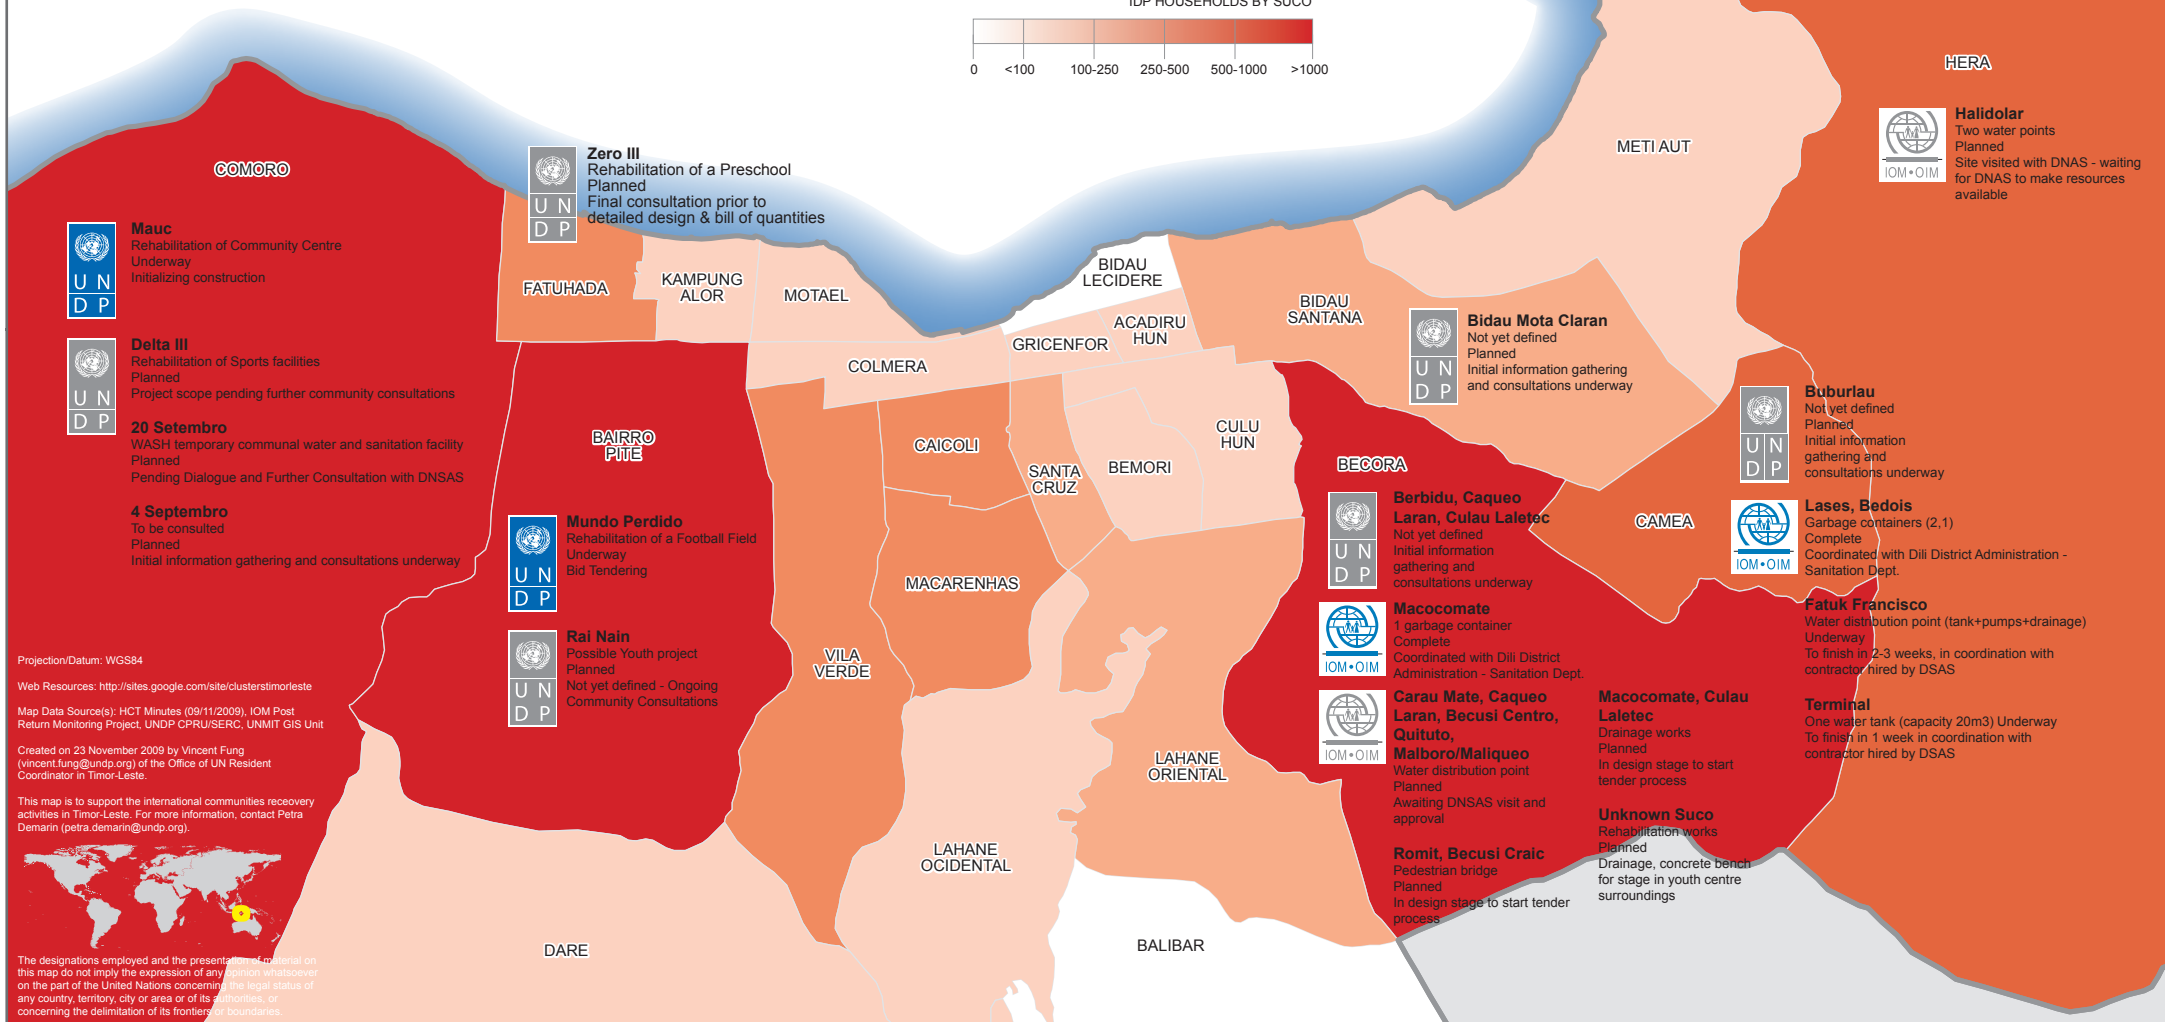 IDP HOUSEHOLDS BY SUCO
0 <100 100-250 250-500 500-1000 >1000
HERA
Halidolar
Two water points
Planned
Site visited with DNAS - waiting
for DNAS to make resources
available
IOM•OIM
METI AUT
COMORO
Zero III
Rehabilitation of a Preschool
Planned
Final consultation prior to
detailed design & bill of quantities
U N
D P
Mauc
Rehabilitation of Community Centre
Underway
Initializing construction
U N
D P
FATUHADA
KAMPUNG
ALOR
MOTAEL
BIDAU
LECIDERE
BIDAU
SANTANA
ACADIRU
HUN
GRICENFOR
COLMERA
Bidau Mota Claran
Not yet defined
Planned
Initial information gathering
and consultations underway
U N
D P
Delta III
Rehabilitation of Sports facilities
Planned
Project scope pending further community consultations
U N
D P
20 Setembro
WASH temporary communal water and sanitation facility
Planned
Pending Dialogue and Further Consultation with DNSAS
4 Septembro
To be consulted
Planned
Initial information gathering and consultations underway
BAIRRO
PITE
CAICOLI
SANTA
CRUZ
BEMORI
CULU
HUN
BECORA
Buburlau
Not yet defined
Planned
Initial information
gathering and
consultations underway
U N
D P
Mundo Perdido
Rehabilitation of a Football Field
Underway
Bid Tendering
U N
D P
Rai Nain
Possible Youth project
Planned
Not yet defined - Ongoing
Community Consultations
U N
D P
MACARENHAS
VILA
VERDE
Berbidu, Caqueo
Laran, Culau Laletec
Not yet defined
Initial information
gathering and
consultations underway
U N
D P
CAMEA
Lases, Bedois
Garbage containers (2,1)
Complete
Coordinated with Dili District Administration -
Sanitation Dept.
IOM•OIM
Macocomate
1 garbage container
Complete
Coordinated with Dili District
Administration - Sanitation Dept.
IOM•OIM
Fatuk Francisco
Water distribution point (tank+pumps+drainage)
Underway
To finish in 2-3 weeks, in coordination with
contractor hired by DSAS
Carau Mate, Caqueo
Laran, Becusi Centro,
Quituto,
Malboro/Maliqueo
Water distribution point
Planned
Awaiting DNSAS visit and
approval
IOM•OIM
Macocomate, Culau
Laletec
Drainage works
Planned
In design stage to start
tender process
Terminal
One water tank (capacity 20m3) Underway
To finish in 1 week in coordination with
contractor hired by DSAS
Romit, Becusi Craic
Pedestrian bridge
Planned
In design stage to start tender
process
Unknown Suco
Rehabilitation works
Planned
Drainage, concrete bench
for stage in youth centre
surroundings
LAHANE
ORIENTAL
LAHANE
OCIDENTAL
DARE
BALIBAR
Projection/Datum: WGS84
Web Resources: http://sites.google.com/site/clusterstimorleste
Map Data Source(s): HCT Minutes (09/11/2009), IOM Post
Return Monitoring Project, UNDP CPRU/SERC, UNMIT GIS Unit
Created on 23 November 2009 by Vincent Fung
(vincent.fung@undp.org) of the Office of UN Resident
Coordinator in Timor-Leste.
This map is to support the international communities receovery
activities in Timor-Leste. For more information, contact Petra
Demarin (petra.demarin@undp.org).
The designations employed and the presentation of material on
this map do not imply the expression of any opinion whatsoever
on the part of the United Nations concerning the legal status of
any country, territory, city or area or of its authorities, or
concerning the delimitation of its frontiers or boundaries.